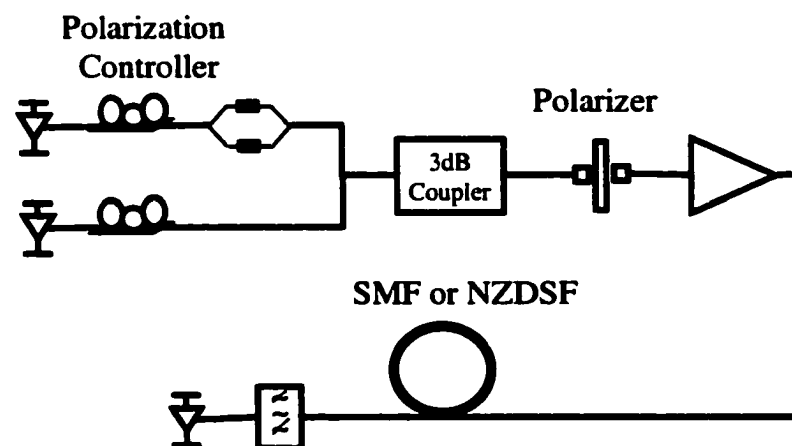 Polarization
Controller
Polarizer
3dB
Coupler
SMF or NZDSF